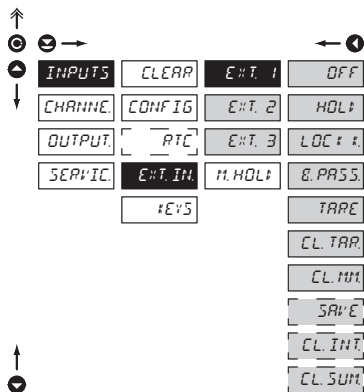 INPUTS CLEAR EXT. 1 OFF
CHANNE. CONFIG EXT. 2 HOLD
OUTPUT. RTC EXT. 3 LOC K K.
SERVIC. EXT. IN. M. HOLD B. PASS.
KEYS TARE
CL. TAR.
CL. MM.
SAVE
CL. INT.
CL. SUM.